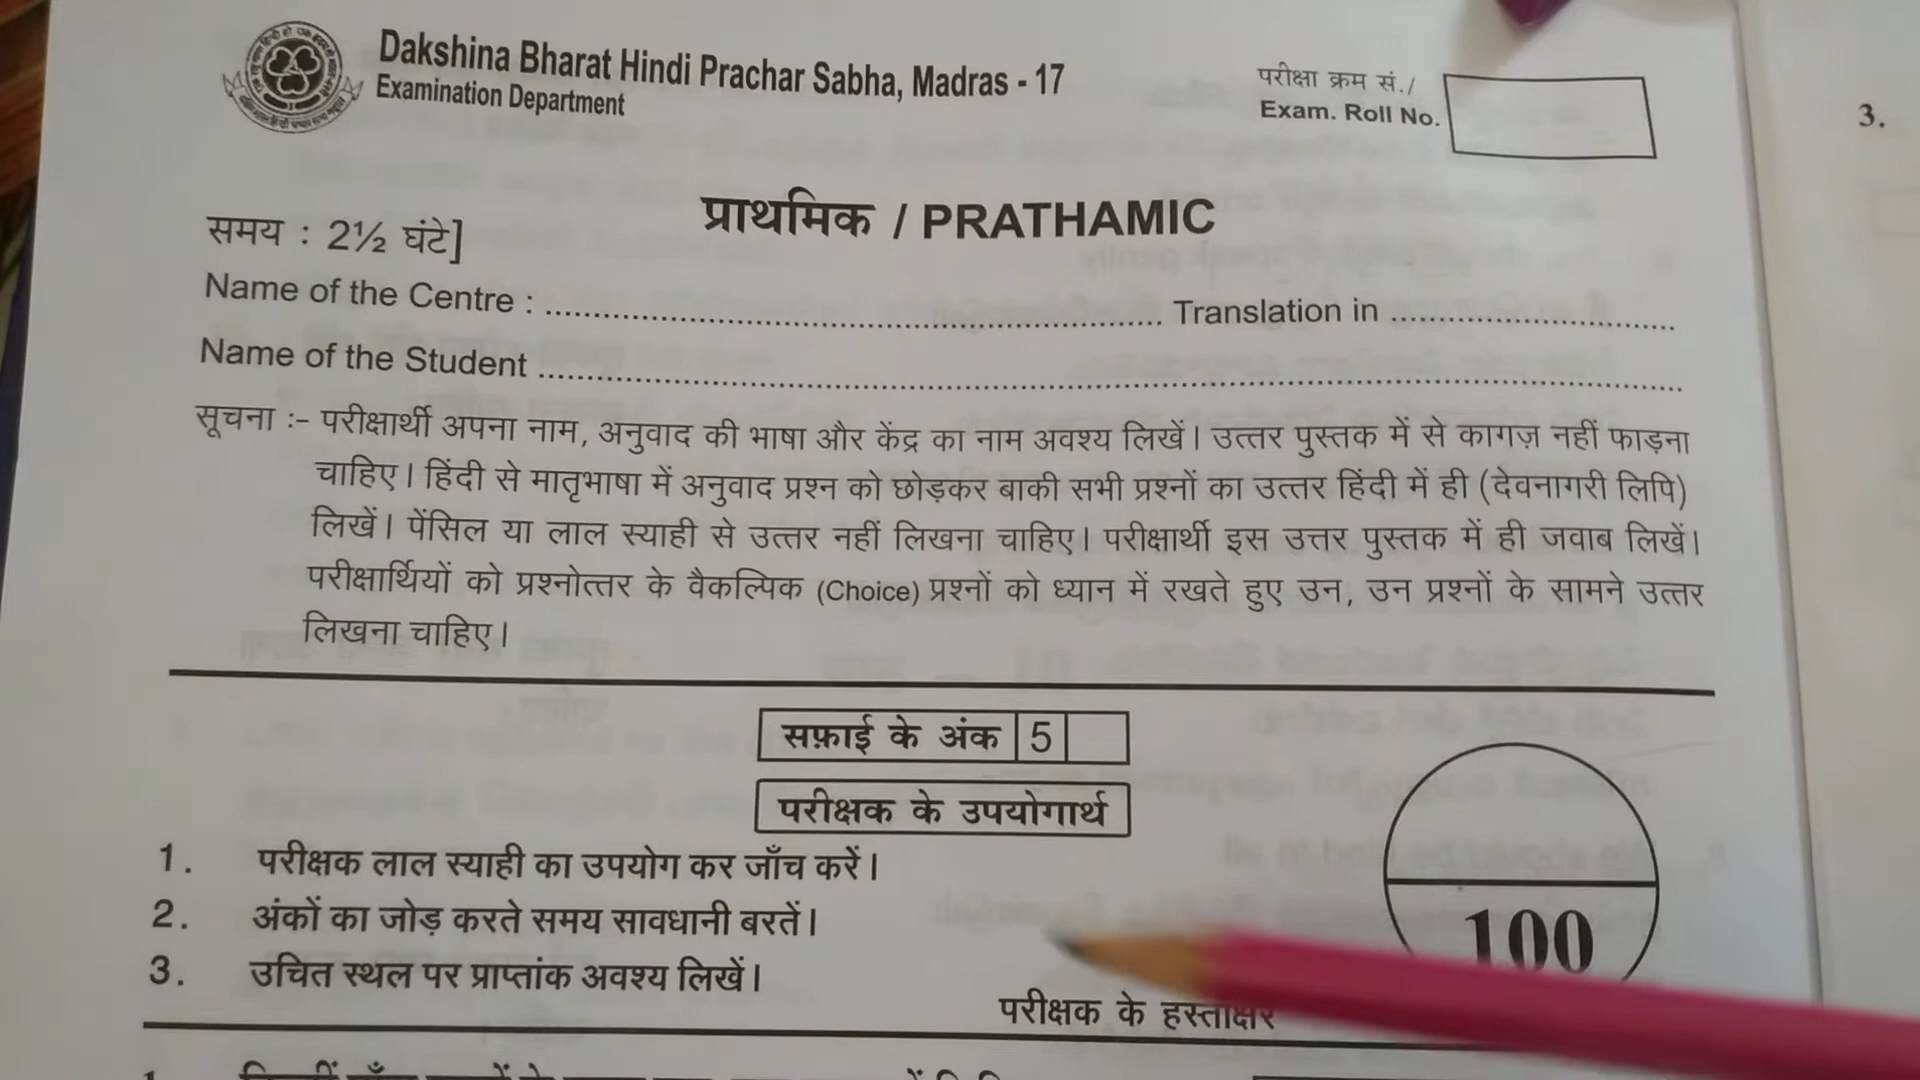 Dakshina Bharat Hindi Prachar Sabha, Madras - 17
Examination Department
परीक्षा क्रम सं./
Exam. Roll No.
3.
प्राथमिक / PRATHAMIC
समय : 2½ घंटे]
Name of the Centre : ........................................ Translation in ....................
Name of the Student ........................................
सूचना :– परीक्षार्थी अपना नाम, अनुवाद की भाषा और केंद्र का नाम अवश्य लिखें। उत्तर पुस्तक में से कागज़ नहीं फाड़ना
चाहिए। हिंदी से मातृभाषा में अनुवाद प्रश्न को छोड़कर बाकी सभी प्रश्नों का उत्तर हिंदी में ही (देवनागरी लिपि)
लिखें। पेंसिल या लाल स्याही से उत्तर नहीं लिखना चाहिए। परीक्षार्थी इस उत्तर पुस्तक में ही जवाब लिखें।
परीक्षार्थियों को प्रश्नोत्तर के वैकल्पिक (Choice) प्रश्नों को ध्यान में रखते हुए उन, उन प्रश्नों के सामने उत्तर
लिखना चाहिए।
सफ़ाई के अंक 5
परीक्षक के उपयोगार्थ
1. परीक्षक लाल स्याही का उपयोग कर जाँच करें।
2. अंकों का जोड़ करते समय सावधानी बरतें।
3. उचित स्थल पर प्राप्तांक अवश्य लिखें।
100
परीक्षक के हस्ताक्षर